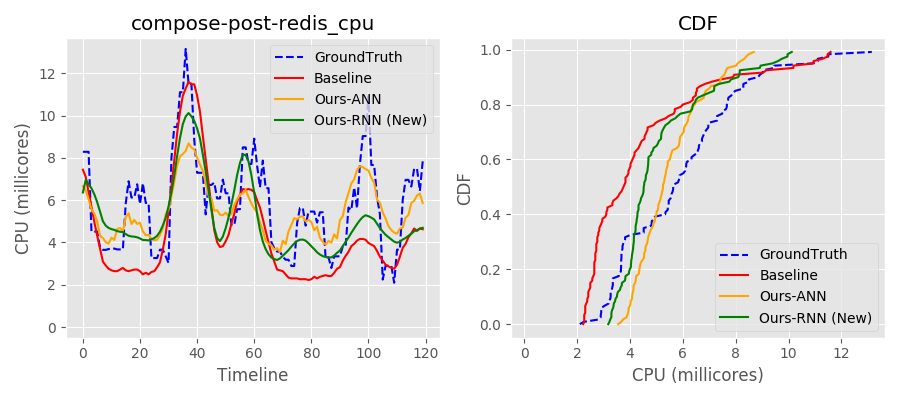 compose-post-redis_cpu
CPU (millicores)
12
10
8
6
4
2
0
GroundTruth
Baseline
Ours-ANN
Ours-RNN (New)
0 20 40 60 80 100 120
Timeline
CDF
CDF
1.0
0.8
0.6
0.4
0.2
0.0
GroundTruth
Baseline
Ours-ANN
Ours-RNN (New)
0 2 4 6 8 10 12
CPU (millicores)